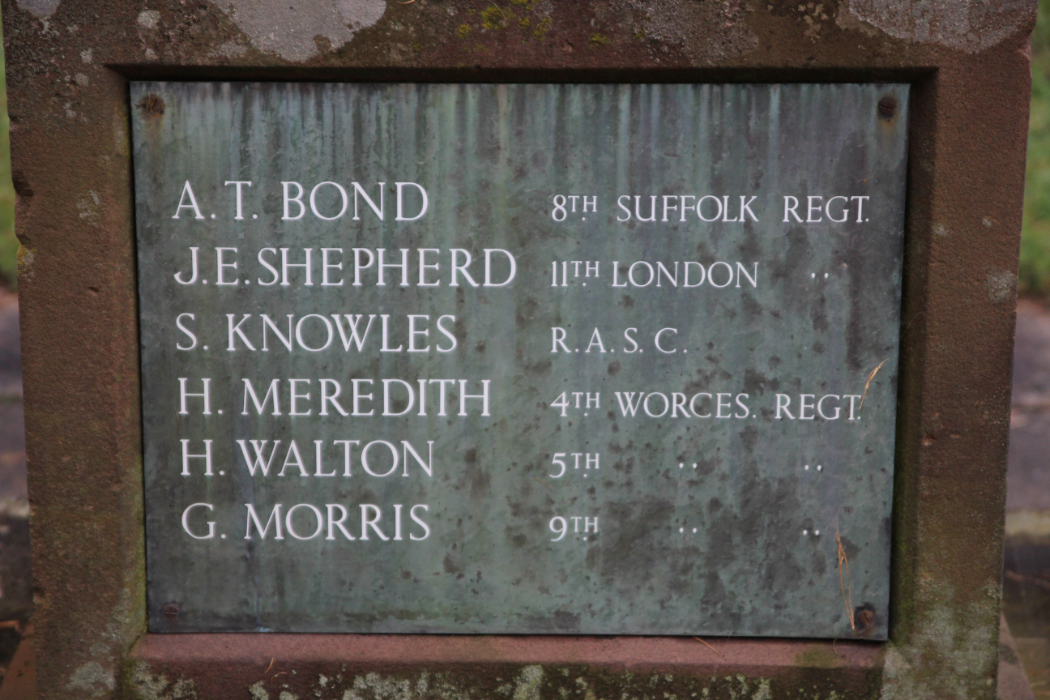 A. T. BOND 8TH SUFFOLK REGT.
J. E. SHEPHERD 11TH LONDON ..
S. KNOWLES R. A. S. C.
H. MEREDITH 4TH WORCES. REGT.
H. WALTON 5TH .. ..
G. MORRIS 9TH .. ..